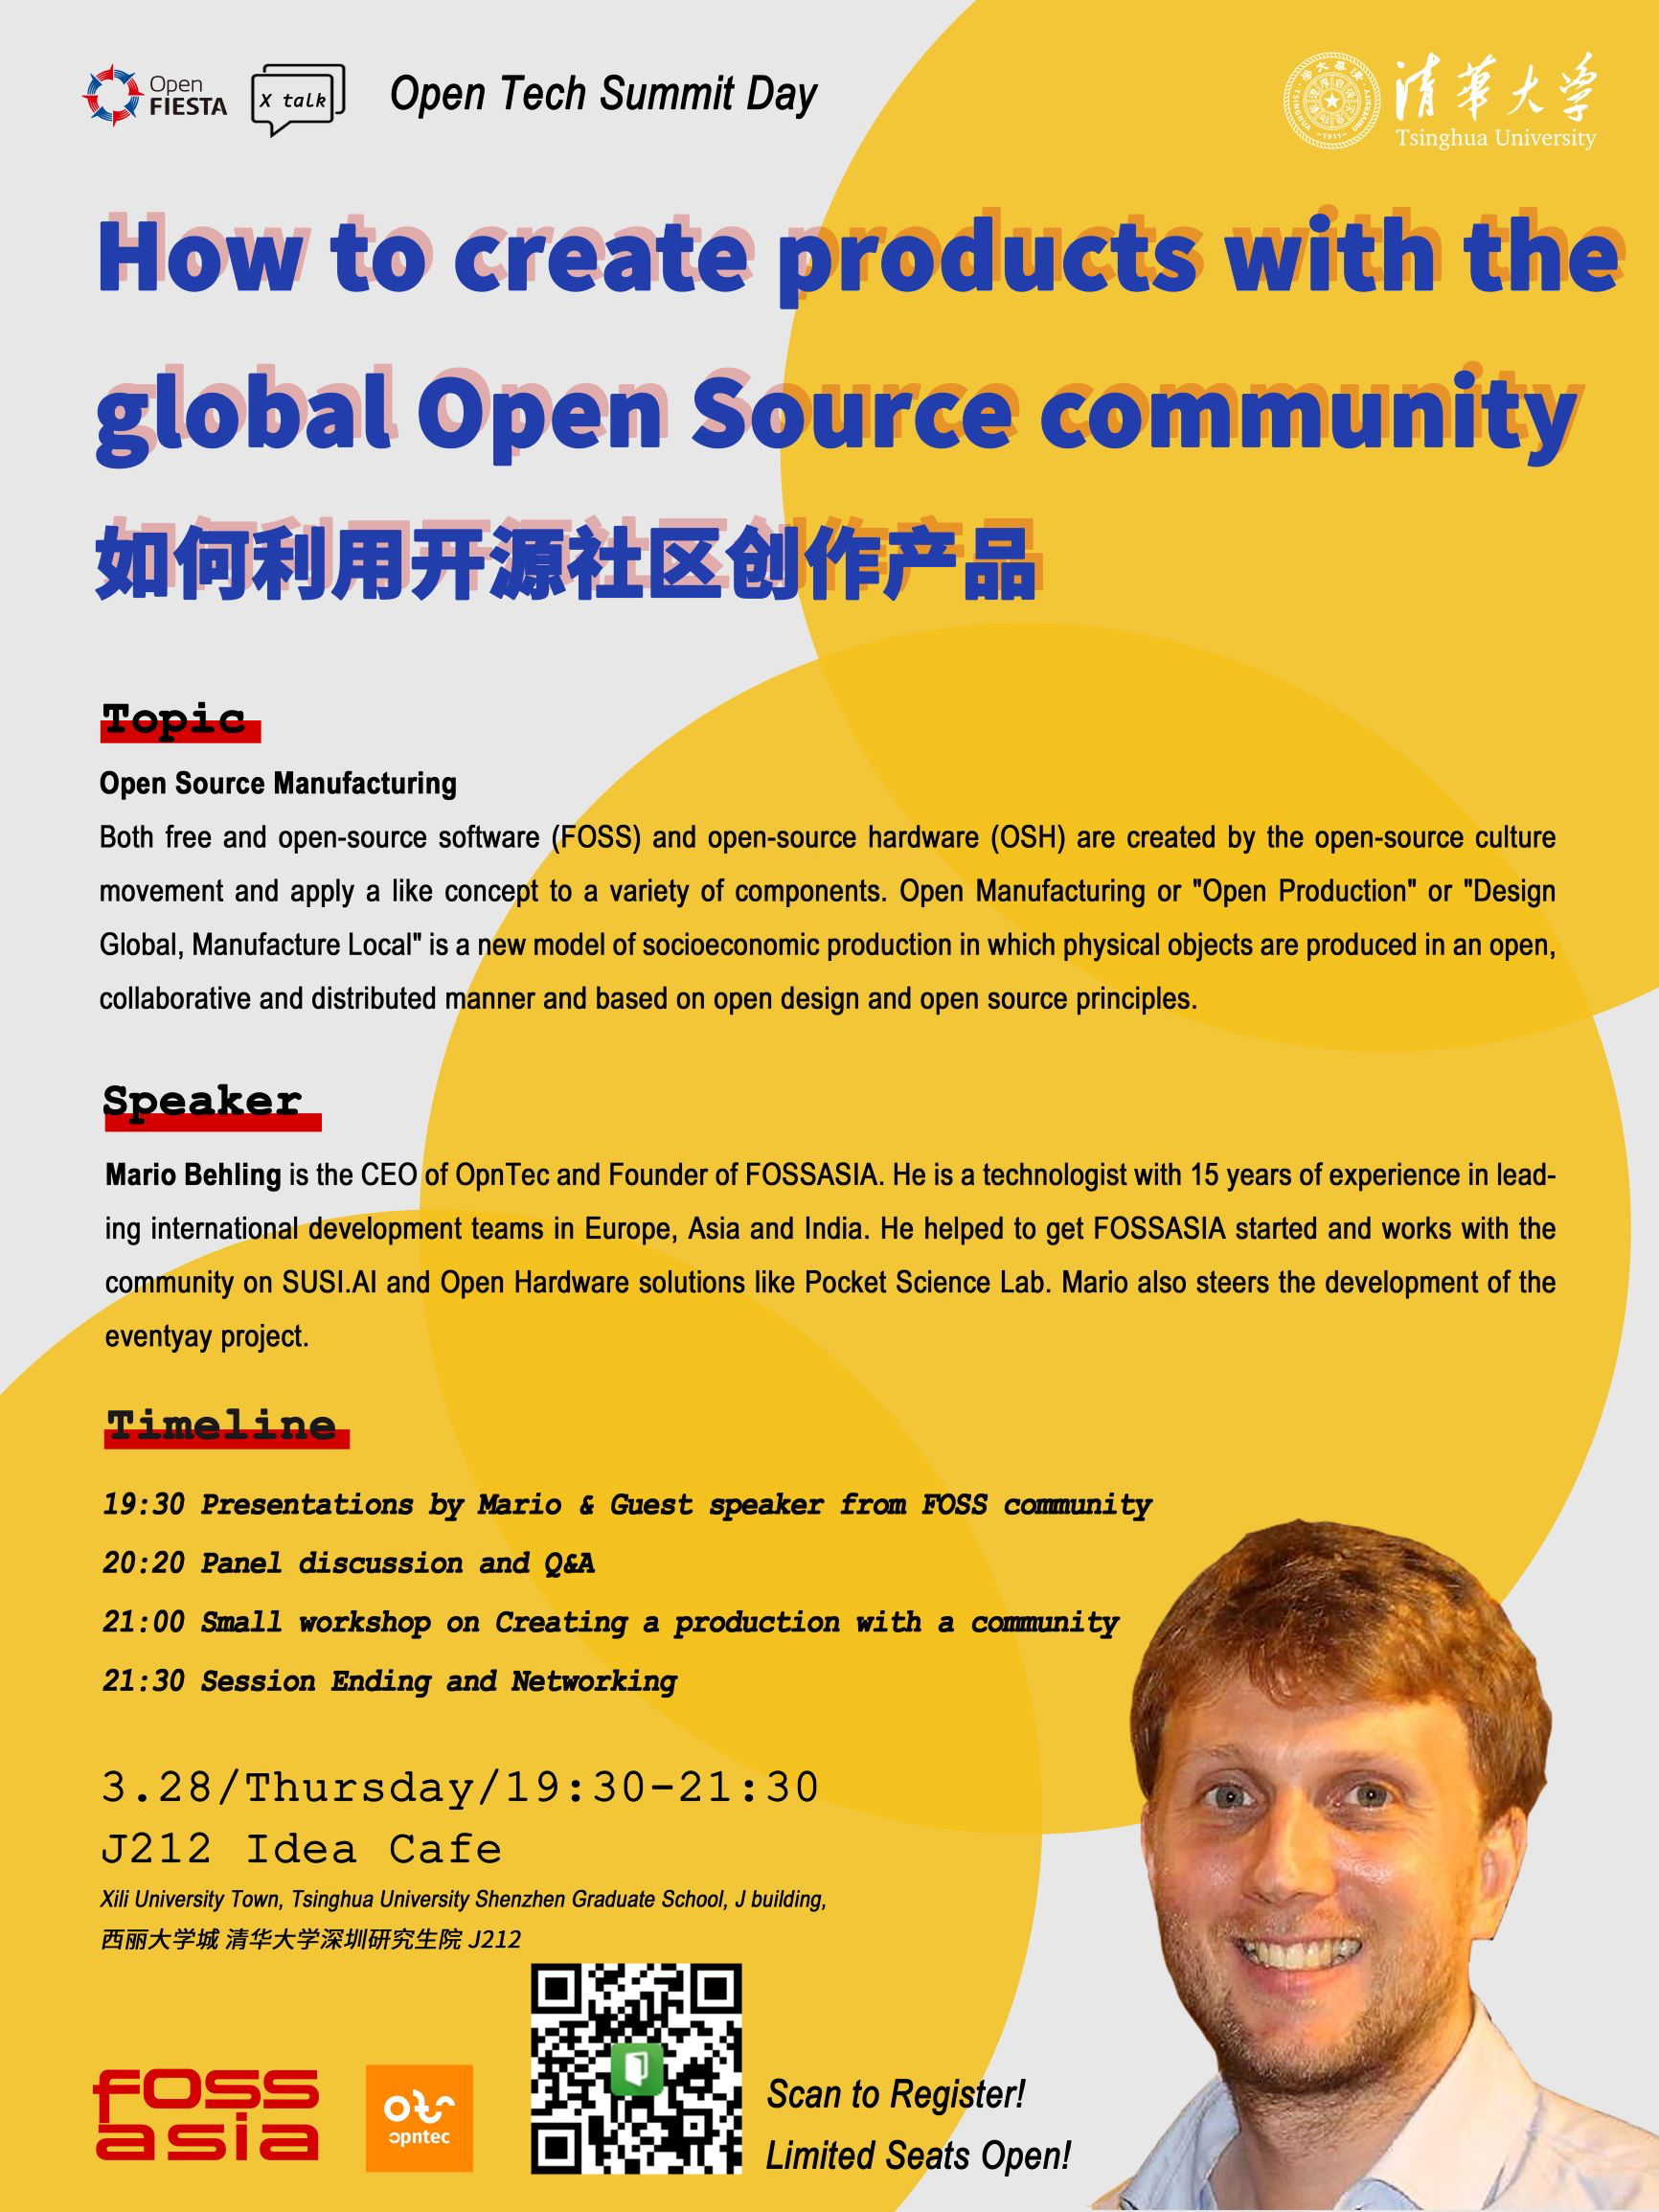 Open FIESTA
X talk
Open Tech Summit Day
清華大学
Tsinghua University
How to create products with the
global Open Source community
如何利用开源社区创作产品
Topic
Open Source Manufacturing
Both free and open-source software (FOSS) and open-source hardware (OSH) are created by the open-source culture
movement and apply a like concept to a variety of components. Open Manufacturing or "Open Production" or "Design
Global, Manufacture Local" is a new model of socioeconomic production in which physical objects are produced in an open,
collaborative and distributed manner and based on open design and open source principles.
Speaker
Mario Behling is the CEO of OpnTec and Founder of FOSSASIA. He is a technologist with 15 years of experience in lead-
ing international development teams in Europe, Asia and India. He helped to get FOSSASIA started and works with the
community on SUSI.AI and Open Hardware solutions like Pocket Science Lab. Mario also steers the development of the
eventyay project.
Timeline
19:30 Presentations by Mario & Guest speaker from FOSS community
20:20 Panel discussion and Q&A
21:00 Small workshop on Creating a production with a community
21:30 Session Ending and Networking
3.28/Thursday/19:30-21:30
J212 Idea Cafe
Xili University Town, Tsinghua University Shenzhen Graduate School, J building,
西丽大学城 清华大学深圳研究生院 J212
foss
asia
opntec
Scan to Register!
Limited Seats Open!